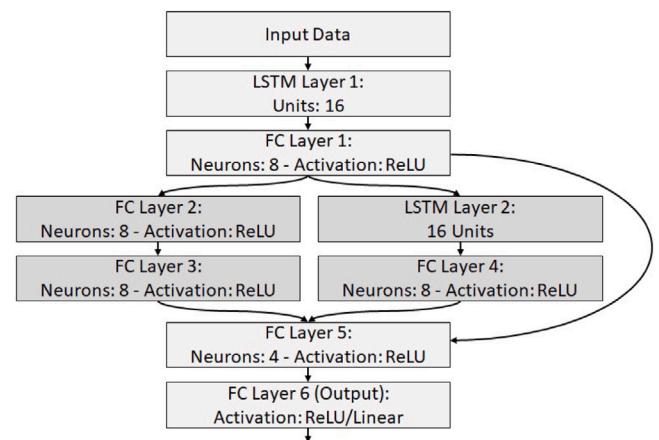 Input Data
LSTM Layer 1:
Units: 16
FC Layer 1:
Neurons: 8 - Activation: ReLU
FC Layer 2:
Neurons: 8 - Activation: ReLU
LSTM Layer 2:
16 Units
FC Layer 3:
Neurons: 8 - Activation: ReLU
FC Layer 4:
Neurons: 8 - Activation: ReLU
FC Layer 5:
Neurons: 4 - Activation: ReLU
FC Layer 6 (Output):
Activation: ReLU/Linear